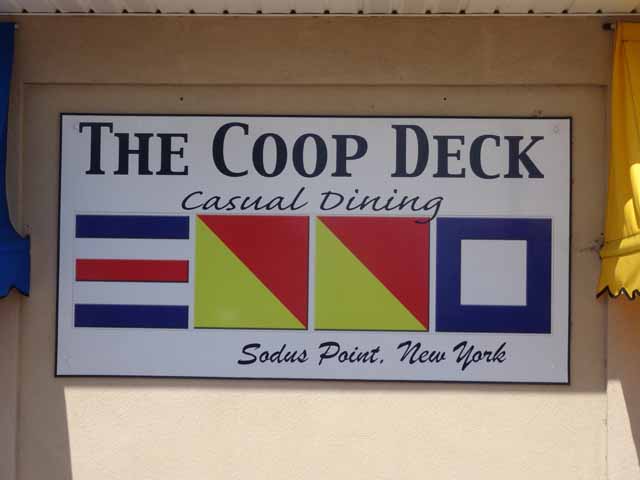 THE COOP DECK
Casual Dining
Sodus Point, New York